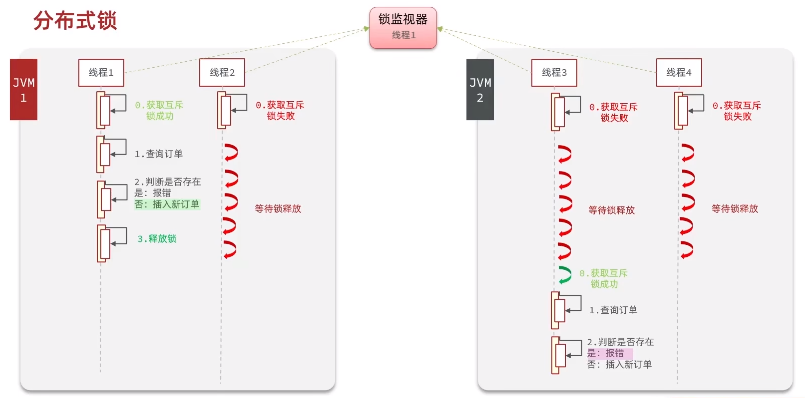 分布式锁
锁监视器
线程1
JVM
1
线程1
线程2
0.获取互斥
锁成功
0.获取互斥
锁失败
1.查询订单
2.判断是否存在
是：报错
否：插入新订单
等待锁释放
3.释放锁
JVM
2
线程3
线程4
0.获取互斥
锁失败
0.获取互斥
锁失败
等待锁释放
等待锁释放
0.获取互斥
锁成功
1.查询订单
2.判断是否存在
是：报错
否：插入新订单